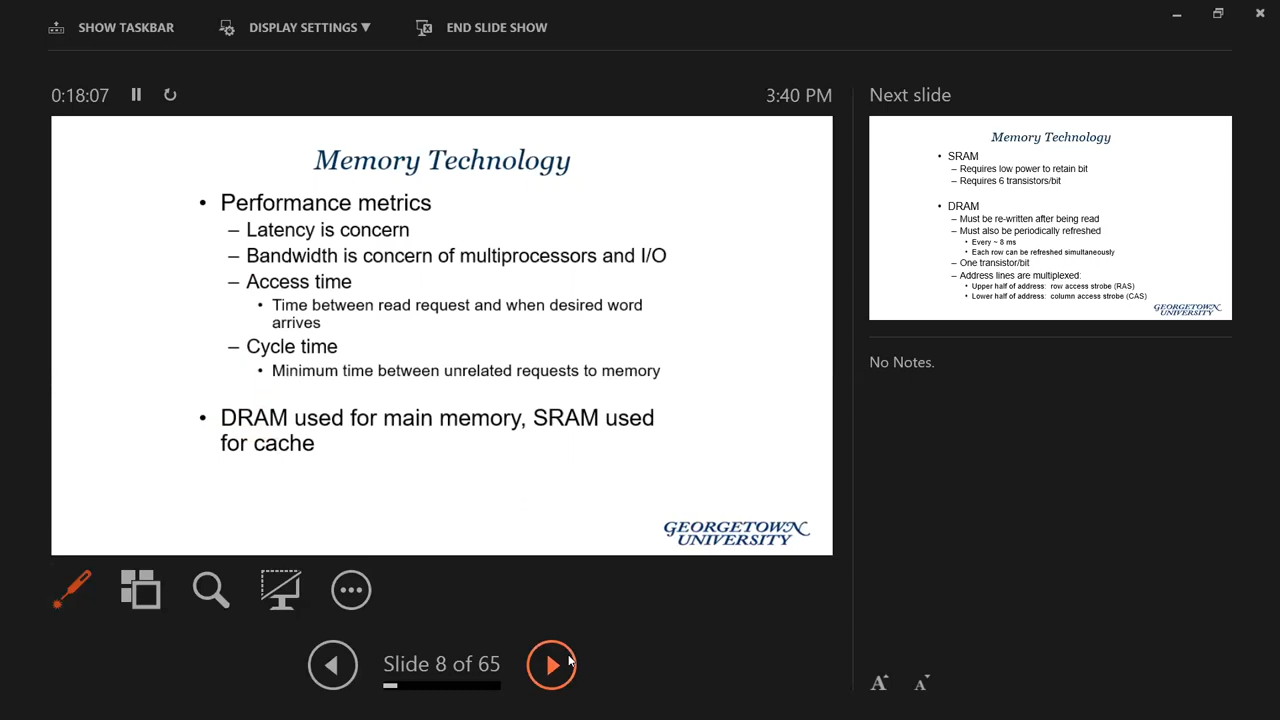 SHOW TASKBAR
DISPLAY SETTINGS ▼
END SLIDE SHOW
0:18:07
3:40 PM
Memory Technology
• Performance metrics
– Latency is concern
– Bandwidth is concern of multiprocessors and I/O
– Access time
• Time between read request and when desired word
arrives
– Cycle time
• Minimum time between unrelated requests to memory
• DRAM used for main memory, SRAM used
for cache
GEORGETOWN
UNIVERSITY
Slide 8 of 65
Next slide
Memory Technology
• SRAM
– Requires low power to retain bit
– Requires 6 transistors/bit
• DRAM
– Must be re-written after being read
– Must also be periodically refreshed
• Every ~ 8 ms
• Each row can be refreshed simultaneously
– One transistor/bit
– Address lines are multiplexed:
• Upper half of address: row access strobe (RAS)
• Lower half of address: column access strobe (CAS)
GEORGETOWN
UNIVERSITY
No Notes.
A A